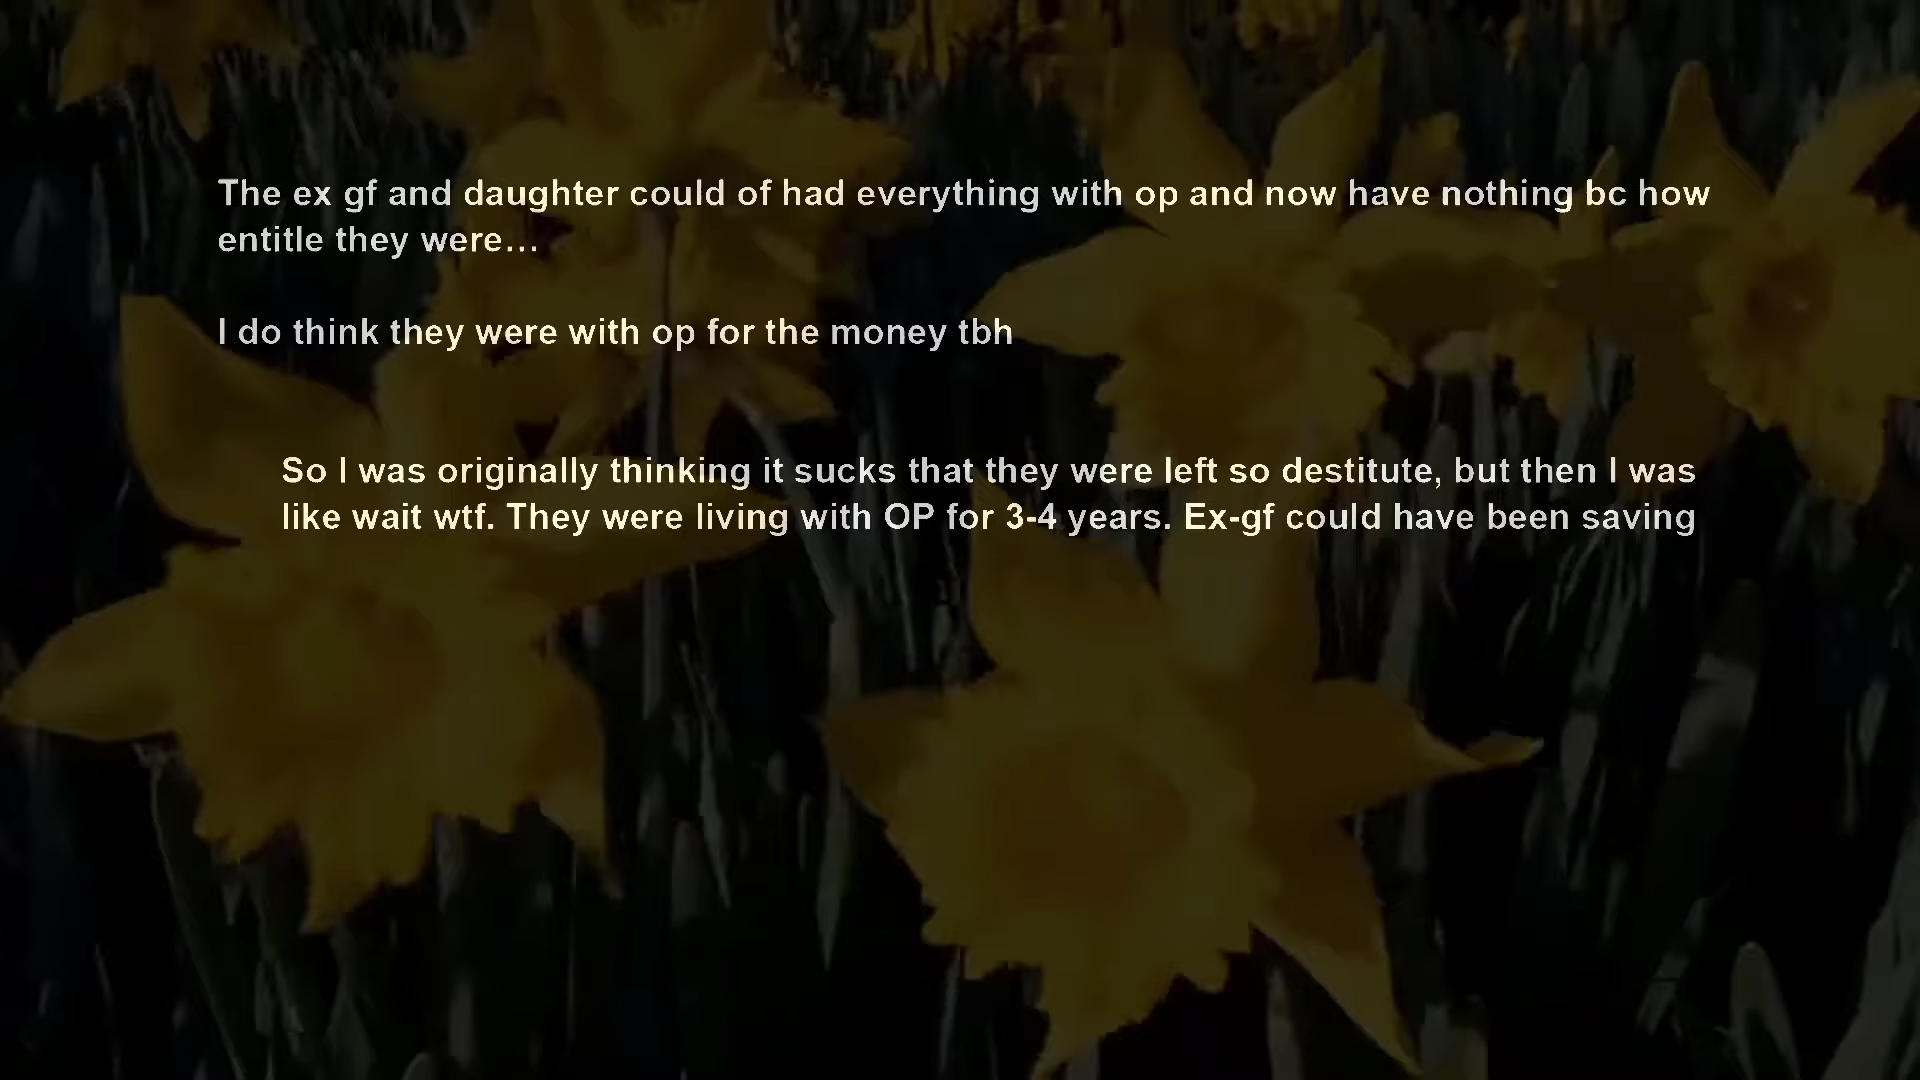 The ex gf and daughter could of had everything with op and now have nothing bc how
entitle they were...
I do think they were with op for the money tbh
So I was originally thinking it sucks that they were left so destitute, but then I was
like wait wtf. They were living with OP for 3-4 years. Ex-gf could have been saving